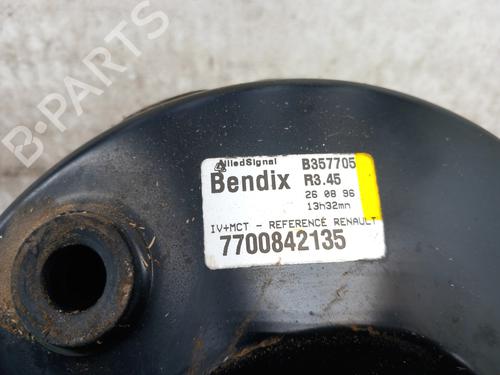 AlliedSignal B357705
Bendix R3.45
26 08 96
13h32mn
IV+MCT - REFERENCE RENAULT
7700842135
B-PARTS